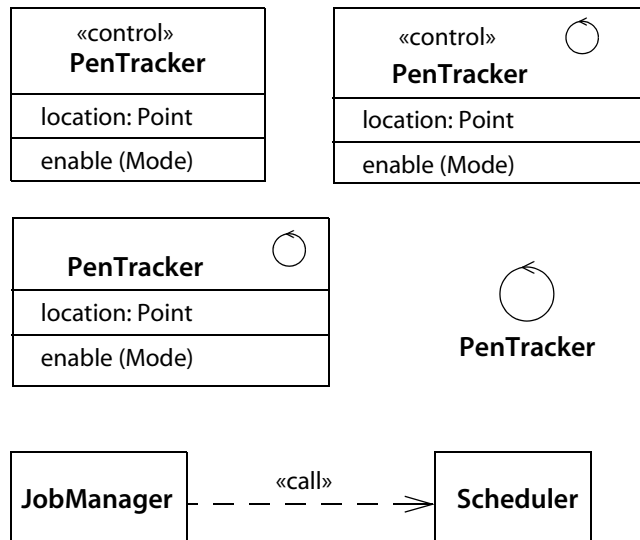 «control»
PenTracker
location: Point
enable (Mode)
«control»
PenTracker
location: Point
enable (Mode)
PenTracker
location: Point
enable (Mode)
PenTracker
JobManager
«call»
Scheduler